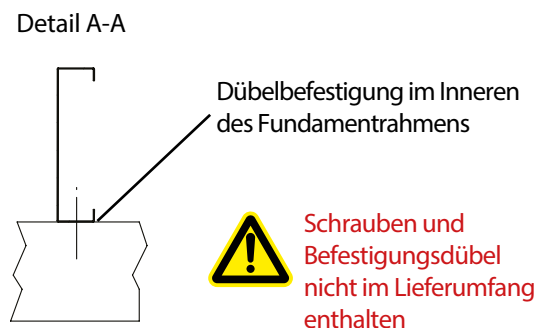 Detail A-A
Dübelbefestigung im Inneren
des Fundamentrahmens
Schrauben und
Befestigungsdübel
nicht im Lieferumfang
enthalten